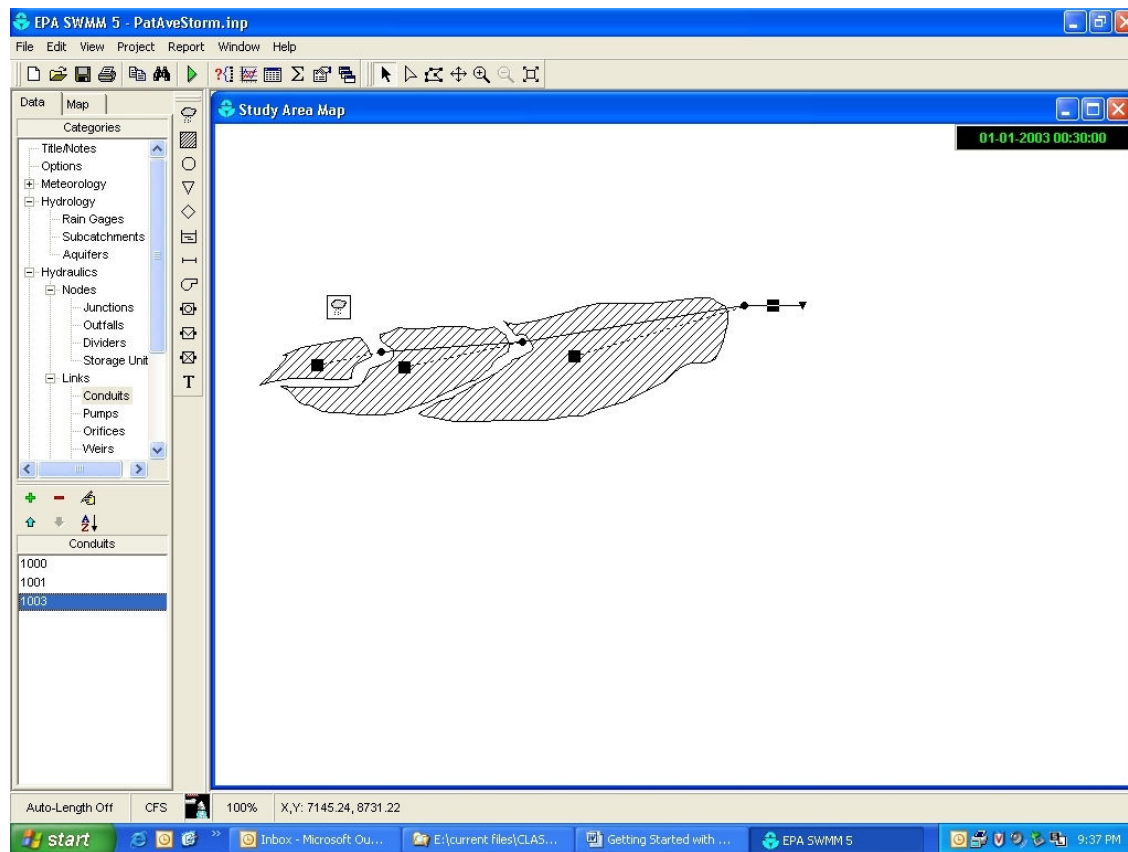 EPA SWMM 5 - PatAveStorm.inp
File Edit View Project Report Window Help
Data Map
Categories
Title/Notes
Options
Meteorology
Hydrology
Rain Gages
Subcatchments
Aquifers
Hydraulics
Nodes
Junctions
Outfalls
Dividers
Storage Unit
Links
Conduits
Pumps
Orifices
Weirs
Conduits
1000
1001
1003
T
Study Area Map
01-01-2003 00:30:00
Auto-Length Off CFS 100% X,Y: 7145.24, 8731.22
start Inbox - Microsoft Ou... E:\current files\CLAS... Getting Started with ... EPA SWMM 5 9:37 PM